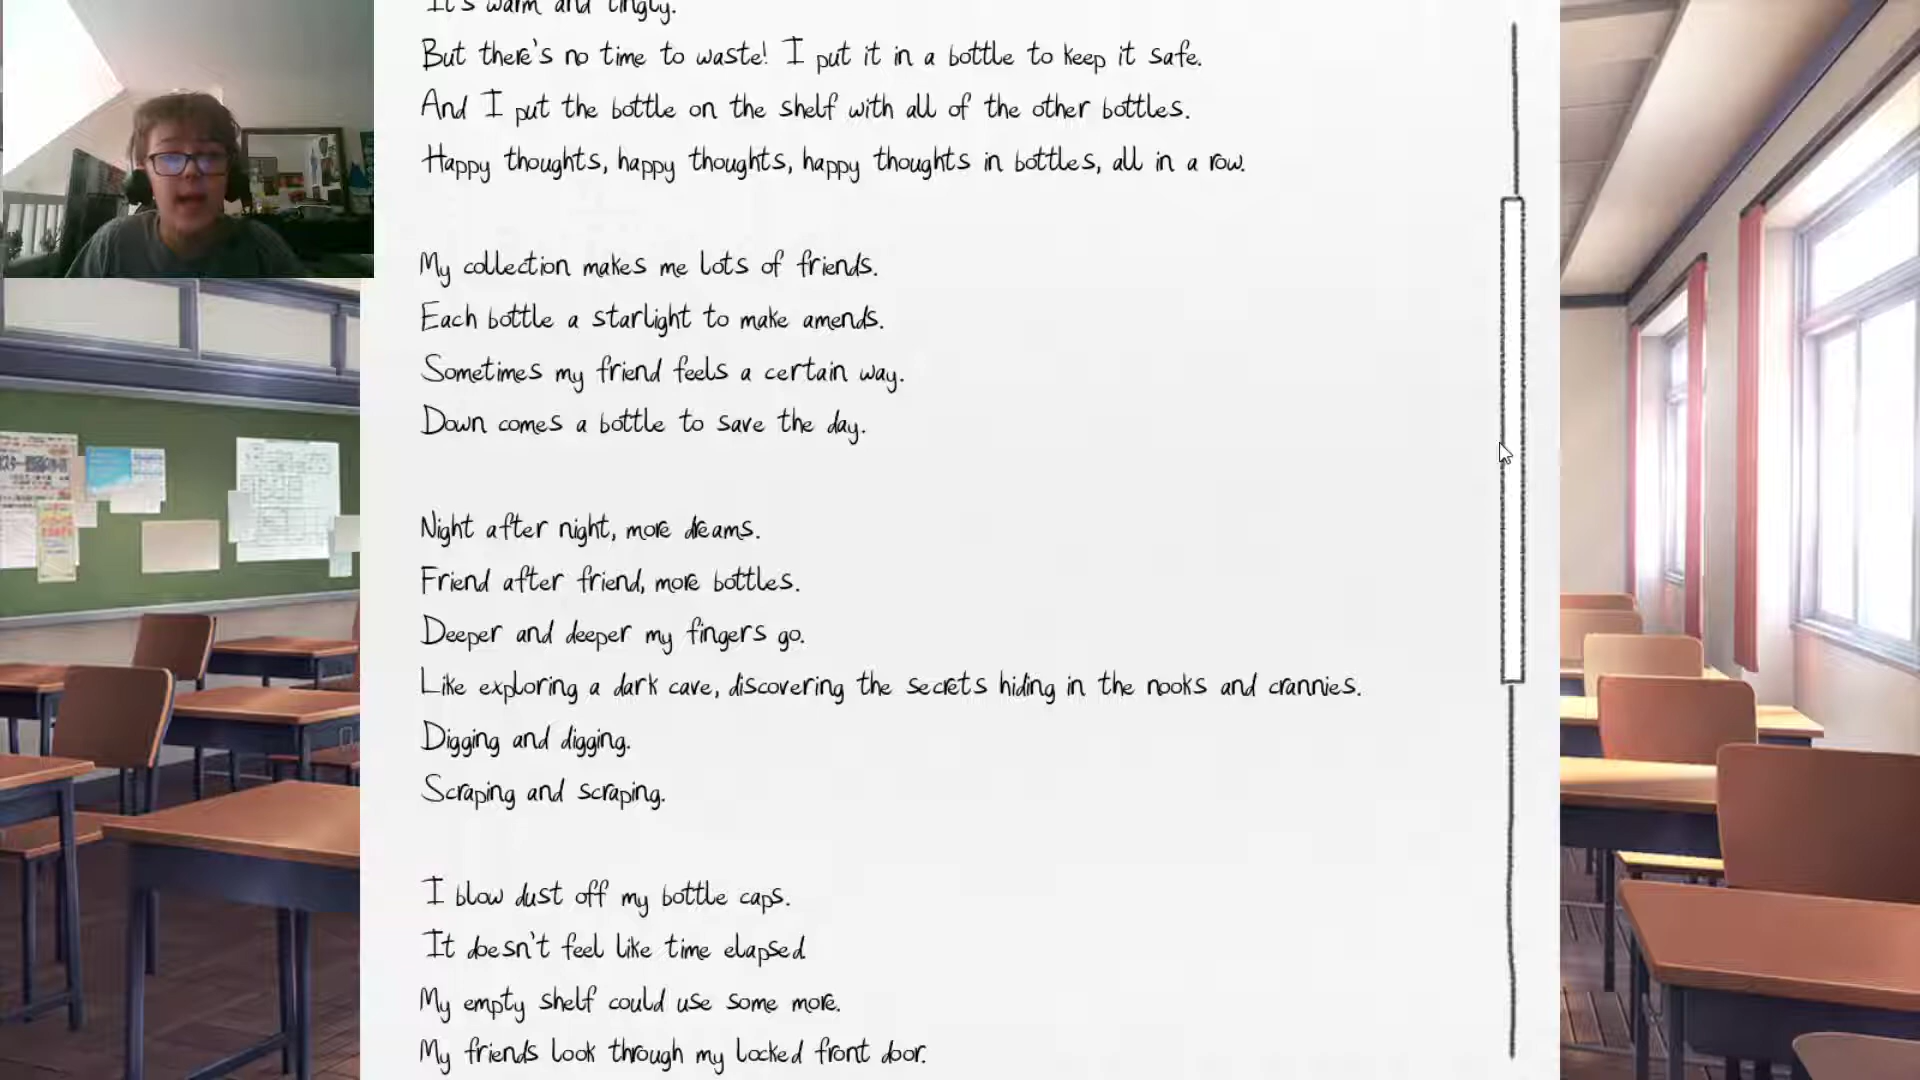 It's warm and tingly.
But there's no time to waste! I put it in a bottle to keep it safe.
And I put the bottle on the shelf with all of the other bottles.
Happy thoughts, happy thoughts, happy thoughts in bottles, all in a row.
My collection makes me lots of friends.
Each bottle a starlight to make amends.
Sometimes my friend feels a certain way.
Down comes a bottle to save the day.
Night after night, more dreams.
Friend after friend, more bottles.
Deeper and deeper my fingers go.
Like exploring a dark cave, discovering the secrets hiding in the nooks and crannies.
Digging and digging.
Scraping and scraping.
I blow dust off my bottle caps.
It doesn't feel like time elapsed
My empty shelf could use some more.
My friends look through my locked front door.